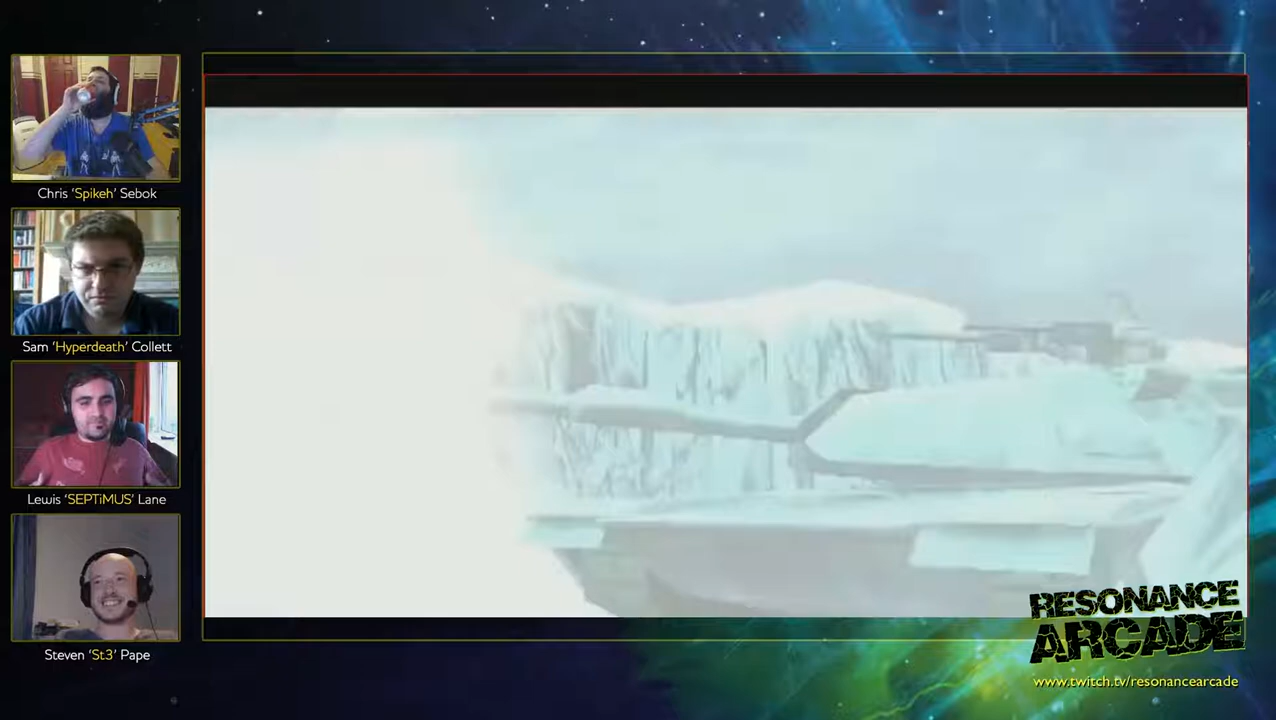 Chris 'Spikeh' Sebok
Sam 'Hyperdeath' Collett
Lewis 'SEPTiMUS' Lane
Steven 'St3' Pape
RESONANCE
ARCADE
www.twitch.tv/resonancearcade